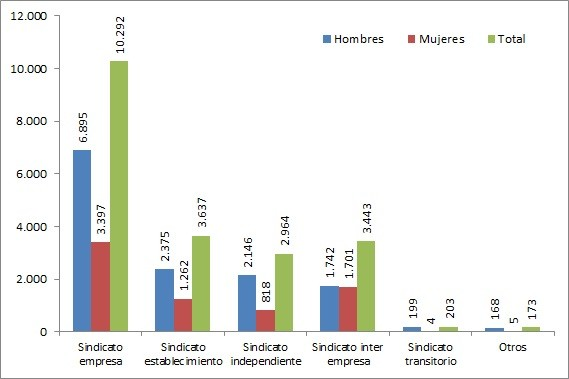 12.000
10.000
8.000
6.000
4.000
2.000
0
Hombres
Mujeres
Total
6.895
3.397
10.292
2.375
1.262
3.637
2.146
818
2.964
1.742
1.701
3.443
199
4
203
168
5
173
Sindicato
empresa
Sindicato
establecimiento
Sindicato
independiente
Sindicato inter
empresa
Sindicato
transitorio
Otros